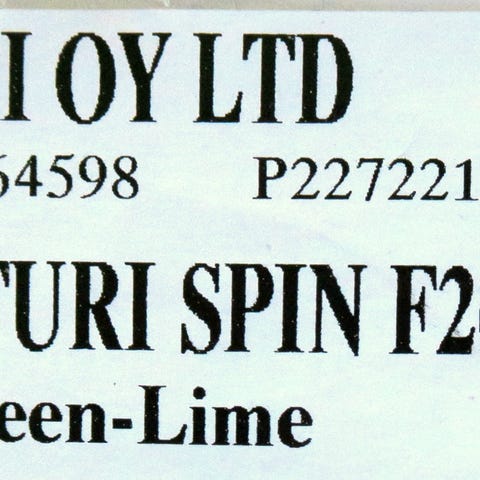 I OY LTD
64598 P227221
TURI SPIN F2
een-Lime